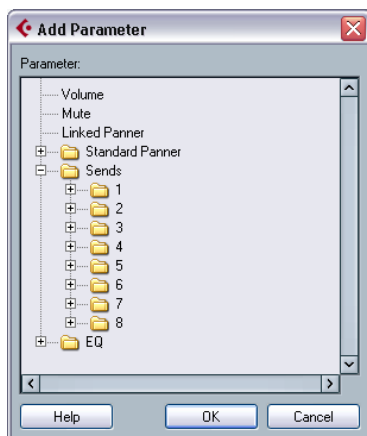 Add Parameter
Parameter:
Volume
Mute
Linked Panner
Standard Panner
Sends
1
2
3
4
5
6
7
8
EQ
Help OK Cancel